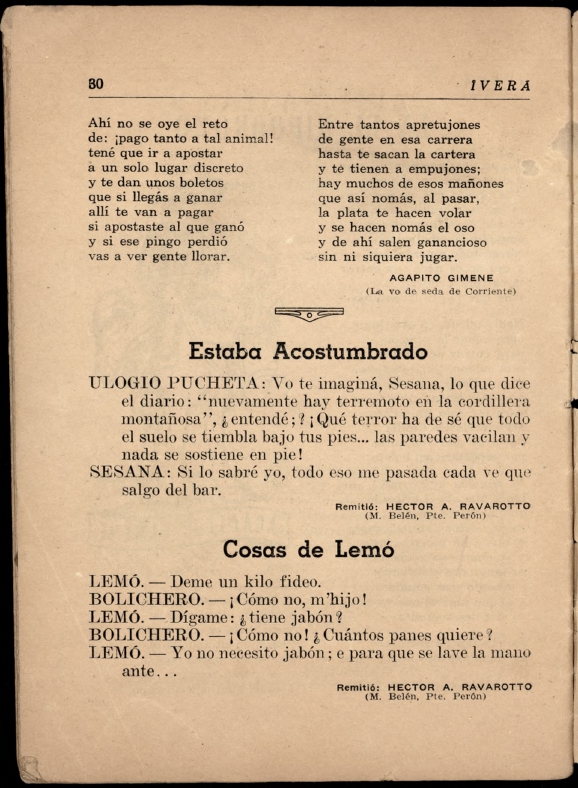 80
IVERA
Ahí no se oye el reto
de: ¡pago tanto a tal animal!
tené que ir a apostar
a un solo lugar discreto
y te dan unos boletos
que si llegás a ganar
allí te van a pagar
si apostaste al que ganó
y si ese pingo perdió
vas a ver gente llorar.
Entre tantos apretujones
de gente en esa carrera
hasta te sacan la cartera
y te tienen a empujones;
hay muchos de esos mañones
que así nomás, al pasar,
la plata te hacen volar
y se hacen nomás el oso
y de ahí salen ganancioso
sin ni siquiera jugar.
AGAPITO GIMENE
(La vo de seda de Corriente)
Estaba Acostumbrado
ULOGIO PUCHETA: Vo te imaginá, Sesana, lo que dice
el diario: “nuevamente hay terremoto en la cordillera
montañosa”, ¿entendé;? ¡Qué terror ha de sé que todo
el suelo se tiembla bajo tus pies... las paredes vacilan y
nada se sostiene en pie!
SESANA: Si lo sabré yo, todo eso me pasada cada ve que
salgo del bar.
Remitió: HECTOR A. RAVAROTTO
(M. Belén, Pte. Perón)
Cosas de Lemó
LEMÓ. — Deme un kilo fideo.
BOLICHERO. — ¡Cómo no, m’hijo!
LEMÓ. — Dígame: ¿tiene jabón?
BOLICHERO. — ¡Cómo no! ¿Cuántos panes quiere?
LEMÓ. — Yo no necesito jabón; e para que se lave la mano
ante...
Remitió: HECTOR A. RAVAROTTO
(M. Belén, Pte. Perón)